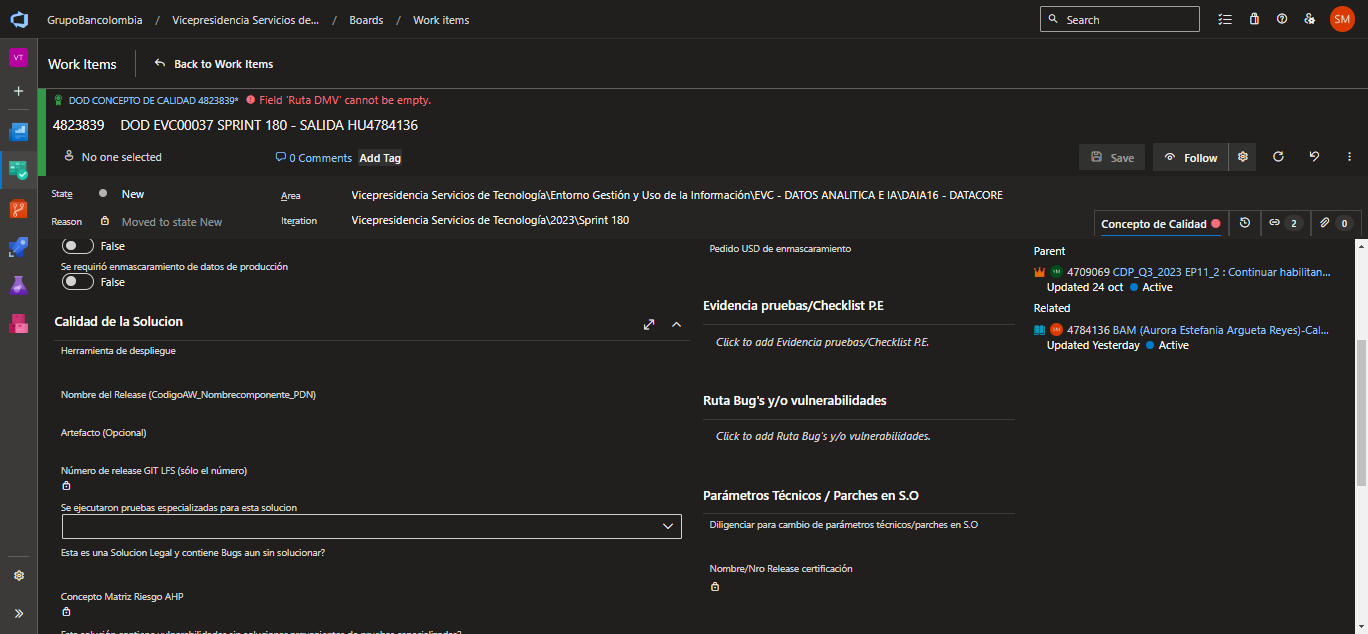 GrupoBancolombia / Vicepresidencia Servicios de... / Boards / Work items
Search
SM
VT
Work Items
Back to Work Items
DOD CONCEPTO DE CALIDAD 4823839* Field 'Ruta DMV' cannot be empty.
4823839 DOD EVC00037 SPRINT 180 - SALIDA HU4784136
No one selected
0 Comments
Add Tag
Save
Follow
State New
Area Vicepresidencia Servicios de Tecnología\Entorno Gestión y Uso de la Información\EVC - DATOS ANALITICA E IA\DAIA16 - DATACORE
Reason Moved to state New
Iteration Vicepresidencia Servicios de Tecnología\2023\Sprint 180
Concepto de Calidad
2
0
False
Se requirió enmascaramiento de datos de producción
False
Calidad de la Solucion
Herramienta de despliegue
Nombre del Release (CodigoAW_Nombrecomponente_PDN)
Artefacto (Opcional)
Número de release GIT LFS (sólo el número)
Se ejecutaron pruebas especializadas para esta solucion
Esta es una Solucion Legal y contiene Bugs aun sin solucionar?
Concepto Matriz Riesgo AHP
Pedido USD de enmascaramiento
Evidencia pruebas/Checklist P.E
Click to add Evidencia pruebas/Checklist P.E.
Ruta Bug's y/o vulnerabilidades
Click to add Ruta Bug's y/o vulnerabilidades.
Parámetros Técnicos / Parches en S.O
Diligenciar para cambio de parámetros técnicos/parches en S.O
Nombre/Nro Release certificación
Parent
4709069 CDP_Q3_2023 EP11_2 : Continuar habilitan...
Updated 24 oct Active
Related
SM 4784136 BAM (Aurora Estefania Argueta Reyes)-Cal...
Updated Yesterday Active